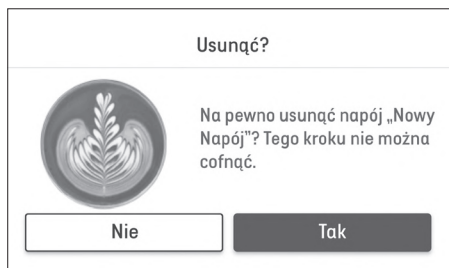 Usunąć?
Na pewno usunąć napój „Nowy
Napój”? Tego kroku nie można
cofnąć.
Nie
Tak